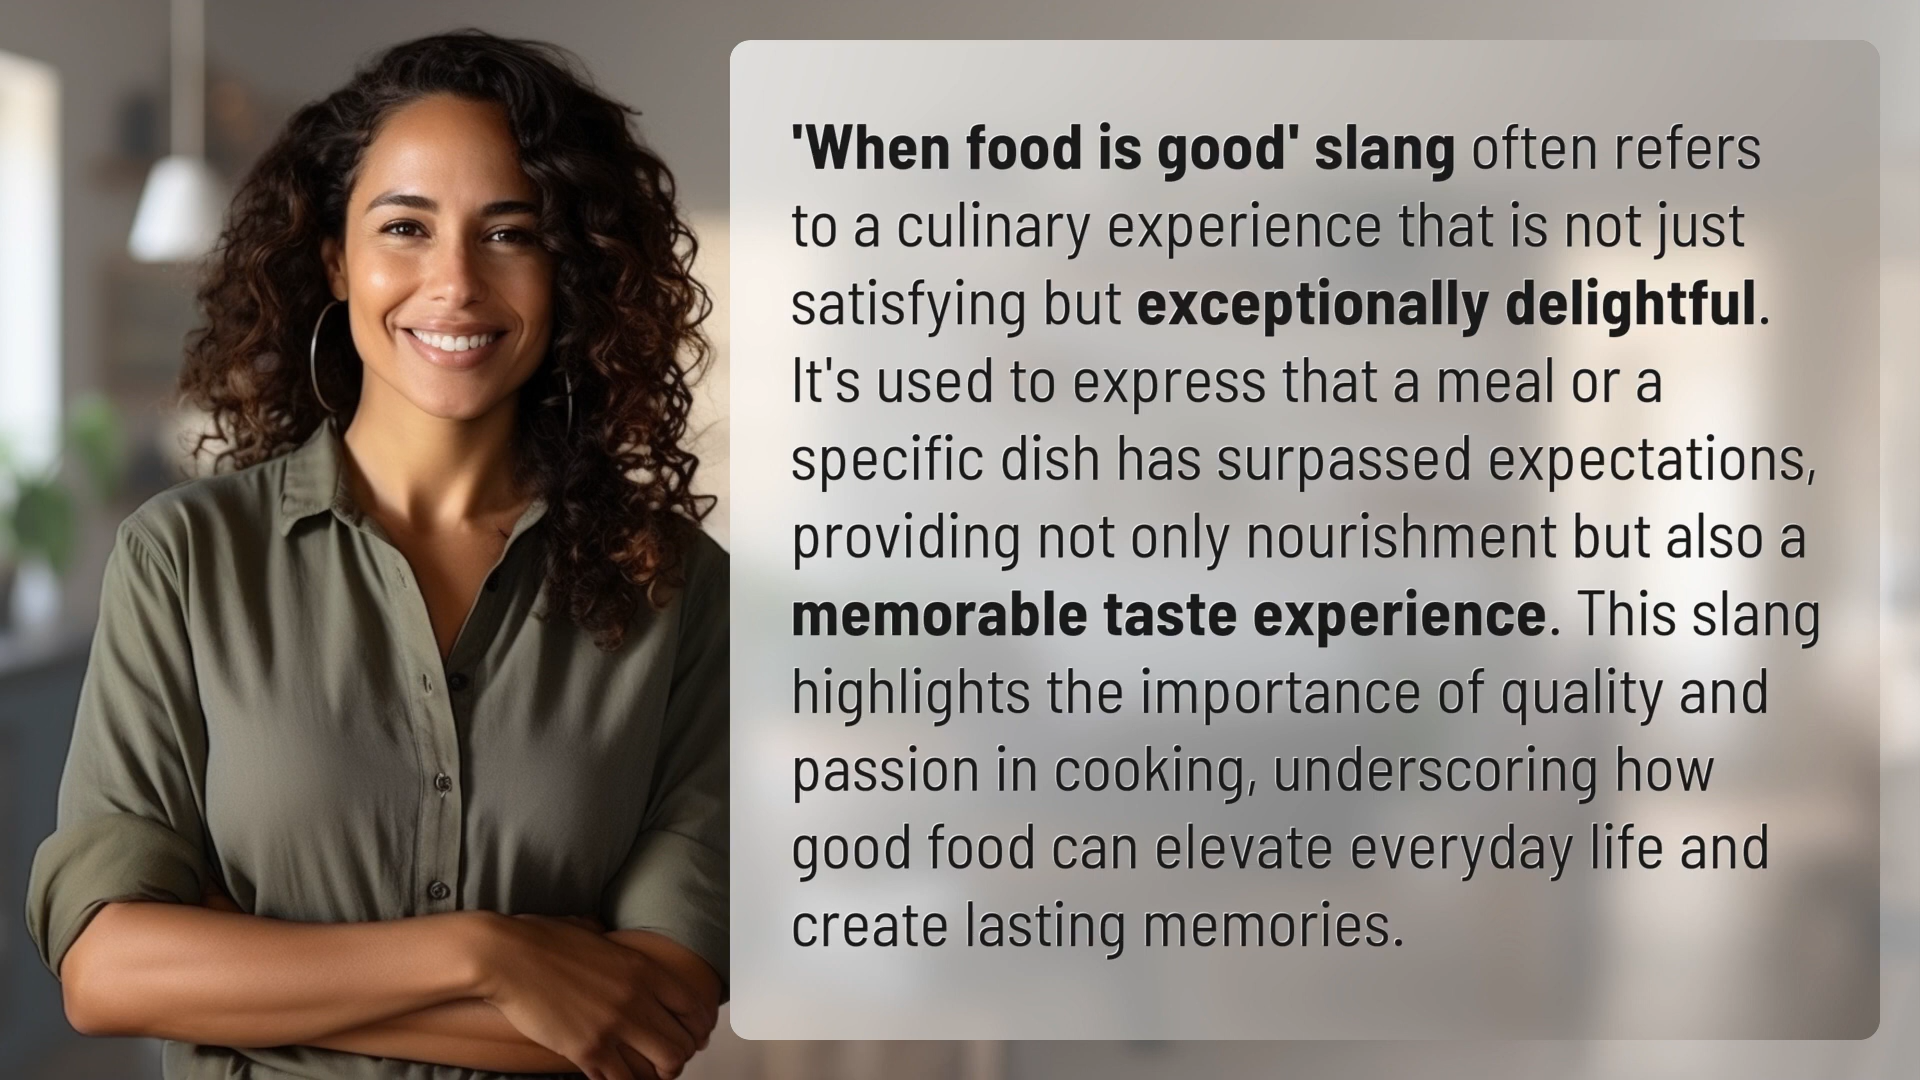 'When food is good' slang often refers
to a culinary experience that is not just
satisfying but exceptionally delightful.
It's used to express that a meal or a
specific dish has surpassed expectations,
providing not only nourishment but also a
memorable taste experience. This slang
highlights the importance of quality and
passion in cooking, underscoring how
good food can elevate everyday life and
create lasting memories.